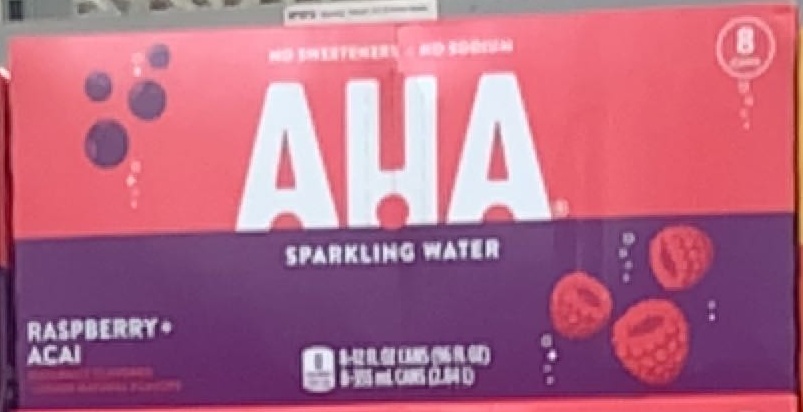 NO SWEETENERS + NO SODIUM
8
CANS
AHA®
SPARKLING WATER
RASPBERRY+
ACAI
8
8-12 FL OZ CANS (96 FL OZ)
8-355 mL CANS (2.84 L)